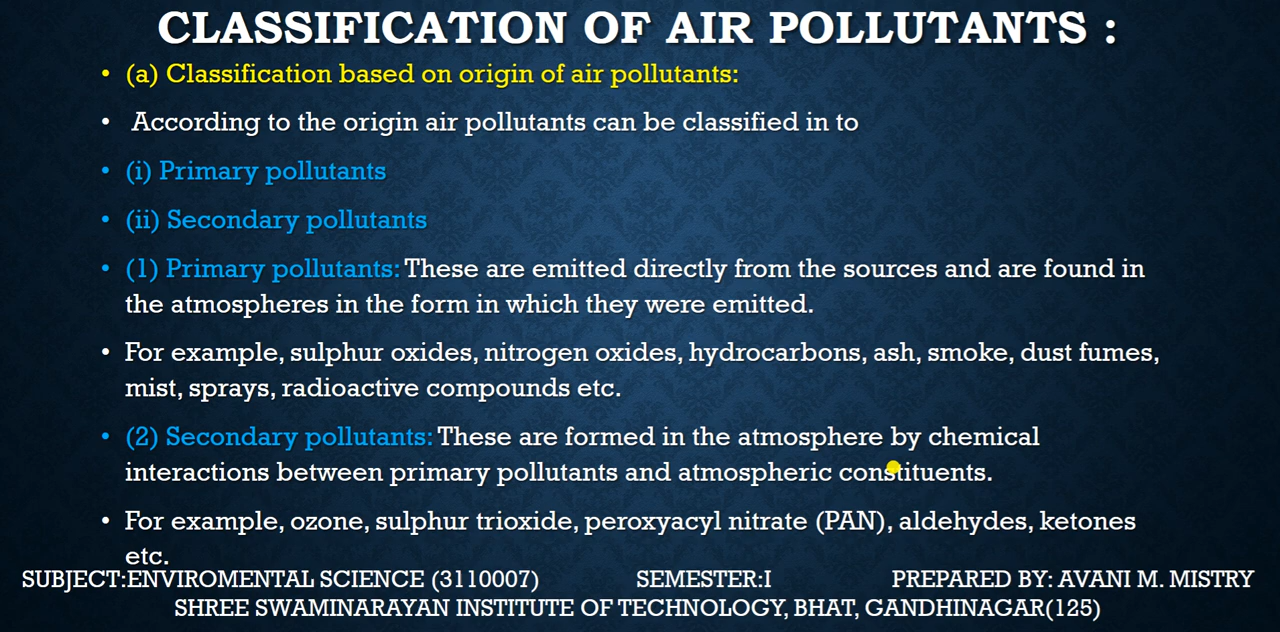 CLASSIFICATION OF AIR POLLUTANTS :
• (a) Classification based on origin of air pollutants:
• According to the origin air pollutants can be classified in to
• (i) Primary pollutants
• (ii) Secondary pollutants
• (1) Primary pollutants: These are emitted directly from the sources and are found in
the atmospheres in the form in which they were emitted.
• For example, sulphur oxides, nitrogen oxides, hydrocarbons, ash, smoke, dust fumes,
mist, sprays, radioactive compounds etc.
• (2) Secondary pollutants: These are formed in the atmosphere by chemical
interactions between primary pollutants and atmospheric constituents.
• For example, ozone, sulphur trioxide, peroxyacyl nitrate (PAN), aldehydes, ketones
etc.
SUBJECT:ENVIROMENTAL SCIENCE (3110007) SEMESTER:I PREPARED BY: AVANI M. MISTRY
SHREE SWAMINARAYAN INSTITUTE OF TECHNOLOGY, BHAT, GANDHINAGAR(125)